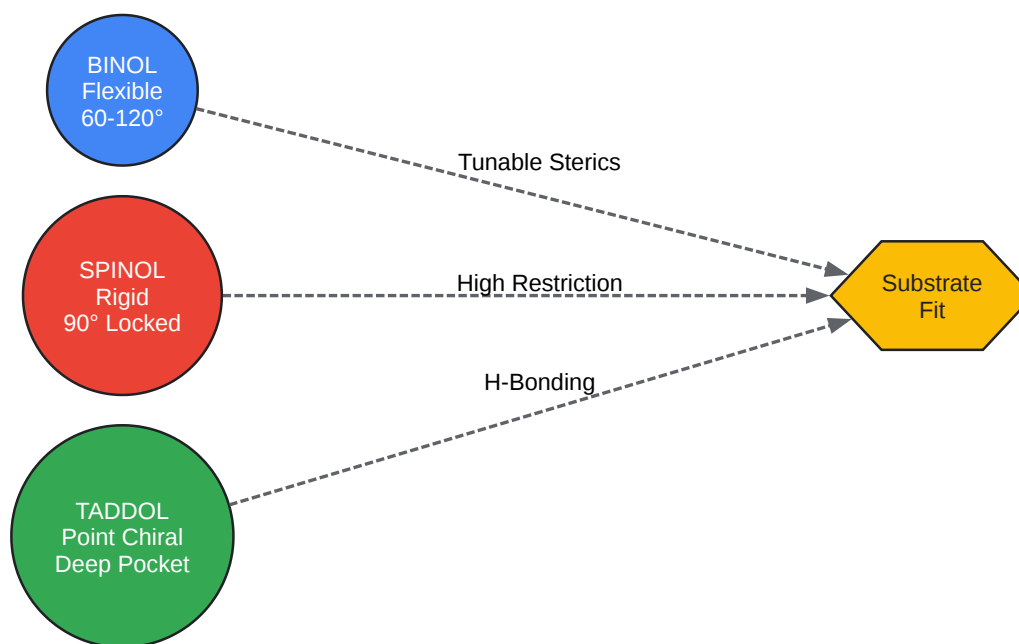 BINOL
Flexible
60-120°
Tunable Sterics
SPINOL
Rigid
90° Locked
High Restriction
Substrate
Fit
H-Bonding
TADDOL
Point Chiral
Deep Pocket